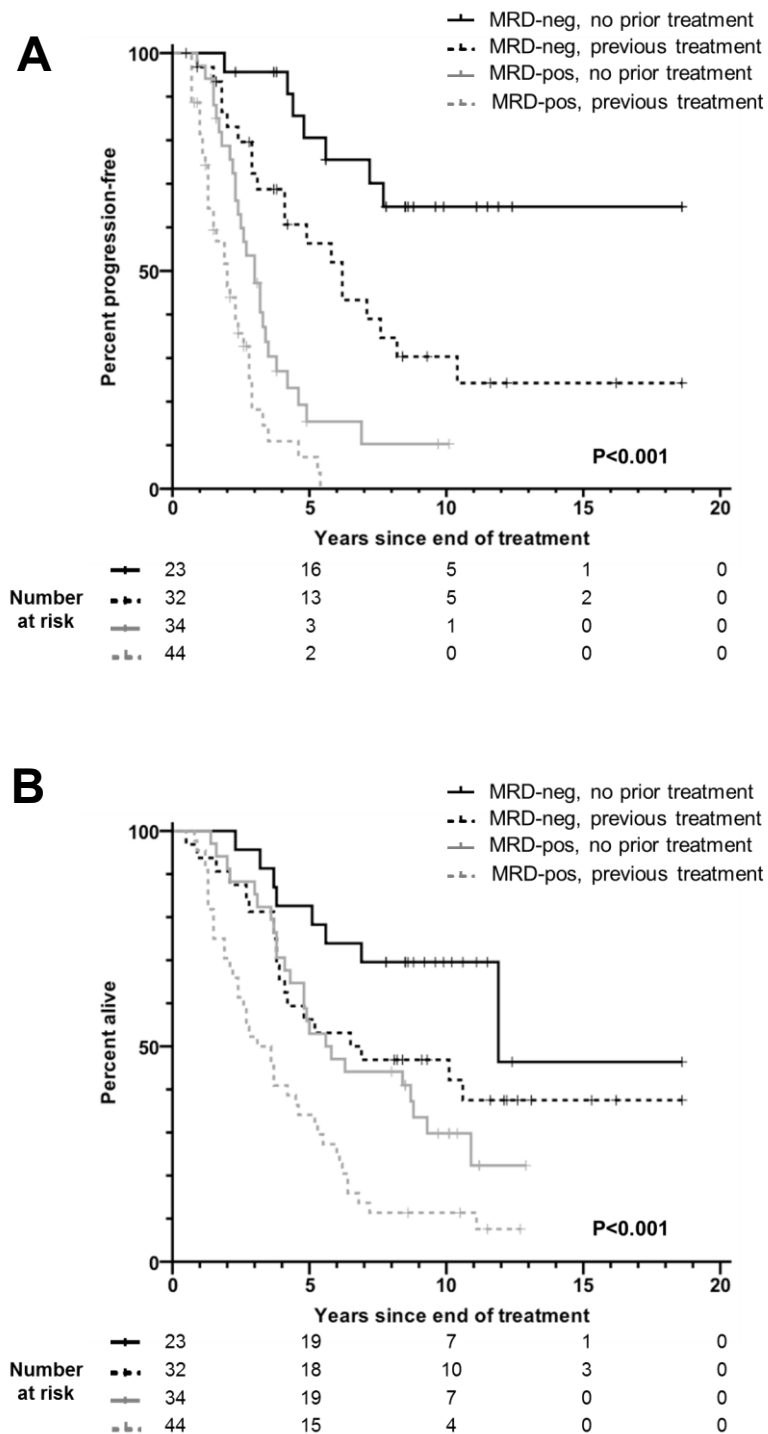 A
MRD-neg, no prior treatment
MRD-neg, previous treatment
MRD-pos, no prior treatment
MRD-pos, previous treatment
100
50
0
Percent progression-free
P<0.001
0 5 10 15 20
Years since end of treatment
Number at risk
23 16 5 1 0
32 13 5 2 0
34 3 1 0 0
44 2 0 0 0
B
MRD-neg, no prior treatment
MRD-neg, previous treatment
MRD-pos, no prior treatment
MRD-pos, previous treatment
100
50
0
Percent alive
P<0.001
0 5 10 15 20
Years since end of treatment
Number at risk
23 19 7 1 0
32 18 10 3 0
34 19 7 0 0
44 15 4 0 0